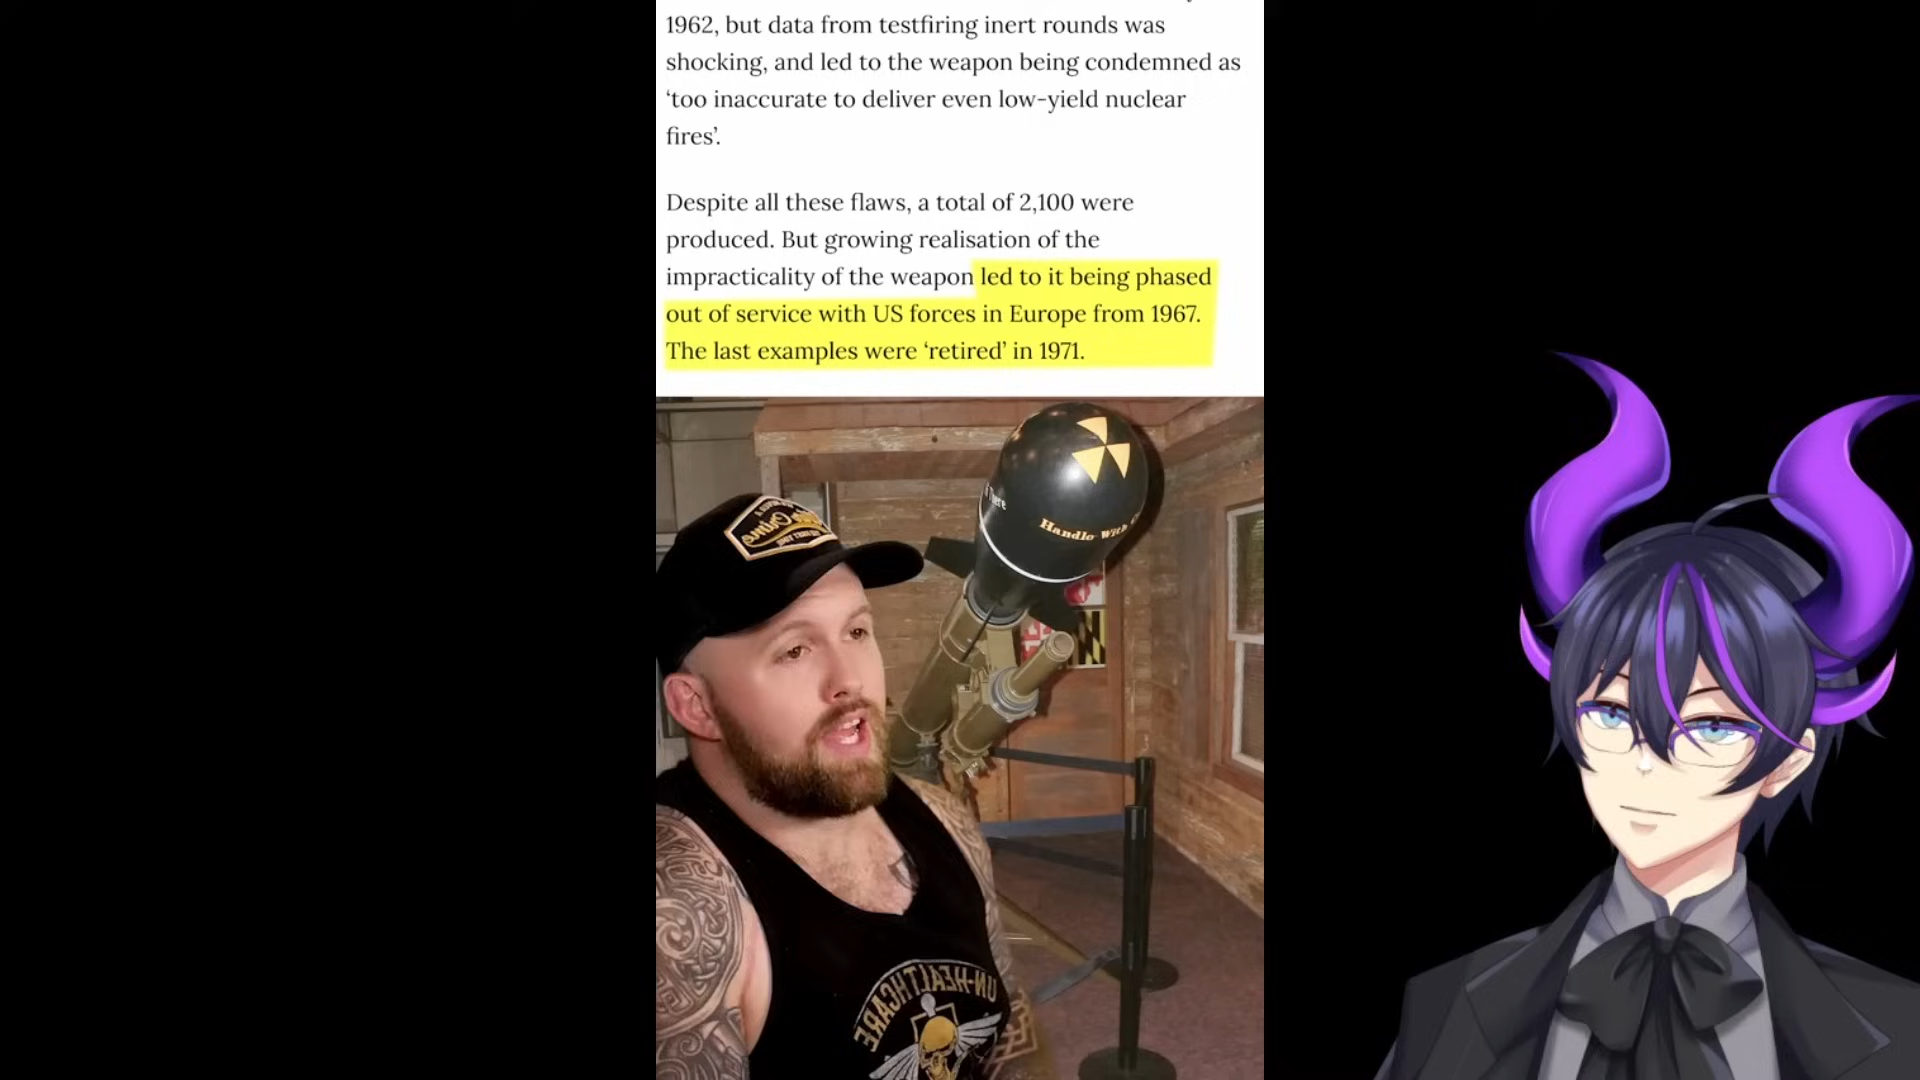 1962, but data from testfiring inert rounds was
shocking, and led to the weapon being condemned as
‘too inaccurate to deliver even low-yield nuclear
fires’.
Despite all these flaws, a total of 2,100 were
produced. But growing realisation of the
impracticality of the weapon led to it being phased
out of service with US forces in Europe from 1967.
The last examples were ‘retired’ in 1971.
Handle With
UN-HEALTHCARE